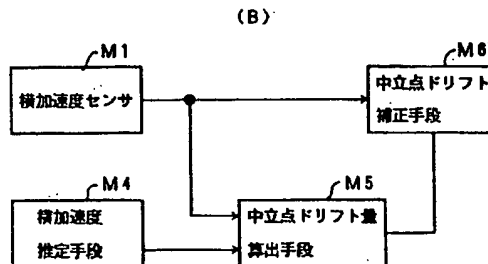 (B)
M1
横加速度センサ
M6
中立点ドリフト
補正手段
M4
横加速度
推定手段
M5
中立点ドリフト量
算出手段